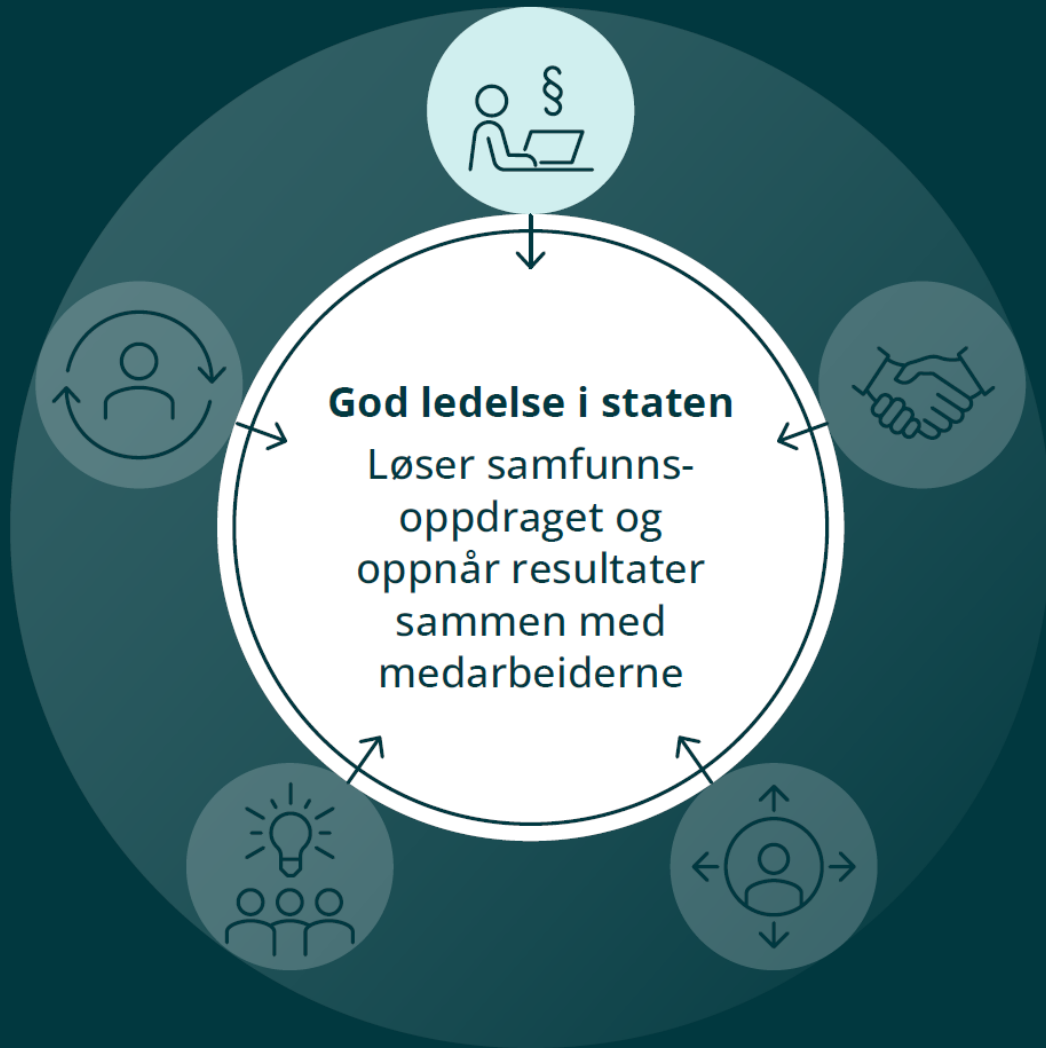 §
God ledelse i staten
Løser samfunns-
oppdraget og
oppnår resultater
sammen med
medarbeiderne